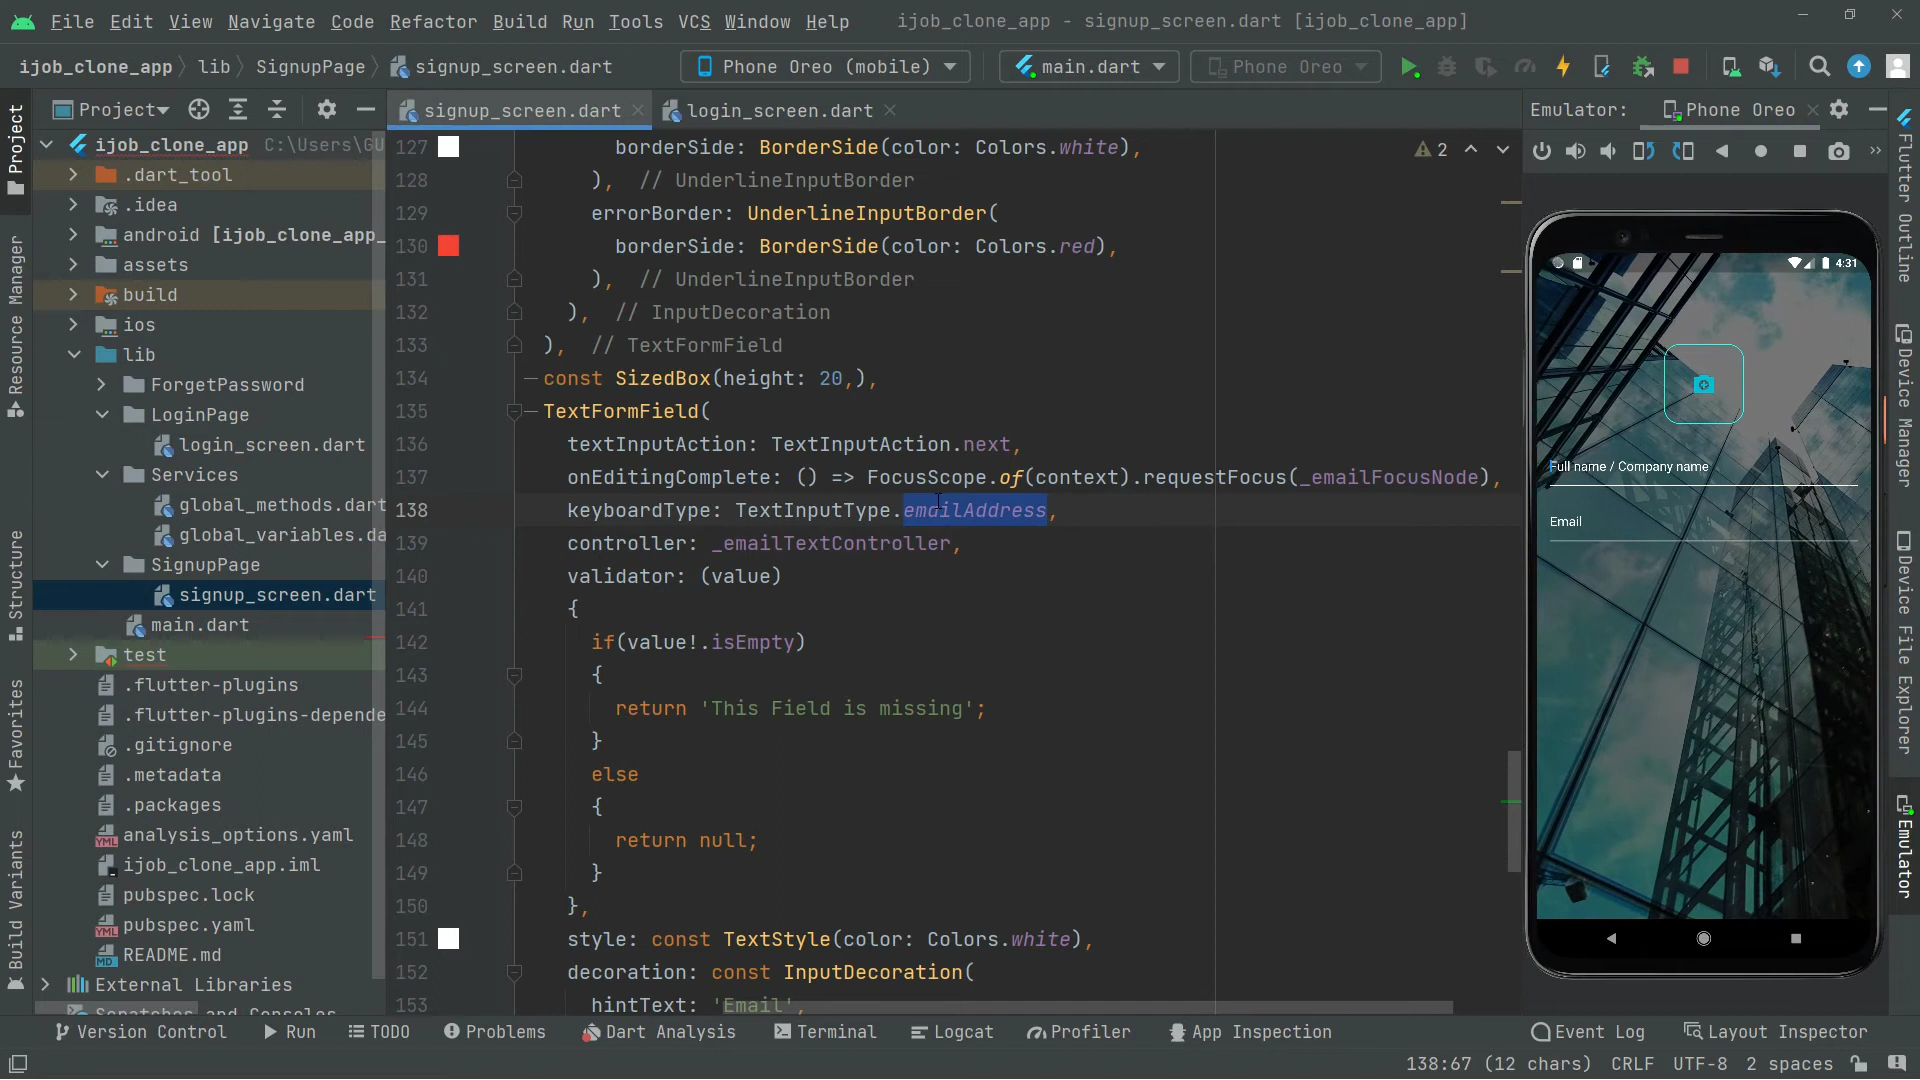 File Edit View Navigate Code Refactor Build Run Tools VCS Window Help ijob_clone_app - signup_screen.dart [ijob_clone_app]
ijob_clone_app lib SignupPage signup_screen.dart Phone Oreo (mobile) main.dart Phone Oreo
Project signup_screen.dart login_screen.dart Emulator: Phone Oreo
ijob_clone_app C:\Users\GU
.dart_tool
.idea
android [ijob_clone_app_
assets
build
ios
lib
ForgetPassword
LoginPage
login_screen.dart
Services
global_methods.dart
global_variables.da
SignupPage
signup_screen.dart
main.dart
test
.flutter-plugins
.flutter-plugins-depende
.gitignore
.metadata
.packages
analysis_options.yaml
ijob_clone_app.iml
pubspec.lock
pubspec.yaml
README.md
External Libraries
Scratches and Consoles
Project
Resource Manager
Structure
Favorites
Build Variants
127 borderSide: BorderSide(color: Colors.white),
128 ), // UnderlineInputBorder
129 errorBorder: UnderlineInputBorder(
130 borderSide: BorderSide(color: Colors.red),
131 ), // UnderlineInputBorder
132 ), // InputDecoration
133 ), // TextFormField
134 const SizedBox(height: 20,),
135 TextFormField(
136 textInputAction: TextInputAction.next,
137 onEditingComplete: () => FocusScope.of(context).requestFocus(_emailFocusNode),
138 keyboardType: TextInputType.emailAddress,
139 controller: _emailTextController,
140 validator: (value)
141 {
142 if(value!.isEmpty)
143 {
144 return 'This Field is missing';
145 }
146 else
147 {
148 return null;
149 }
150 },
151 style: const TextStyle(color: Colors.white),
152 decoration: const InputDecoration(
153 hintText: 'Email',
2
4:31
Full name / Company name
Email
Flutter Outline
Device Manager
Device File Explorer
Emulator
Version Control Run TODO Problems Dart Analysis Terminal Logcat Profiler App Inspection Event Log Layout Inspector
138:67 (12 chars) CRLF UTF-8 2 spaces